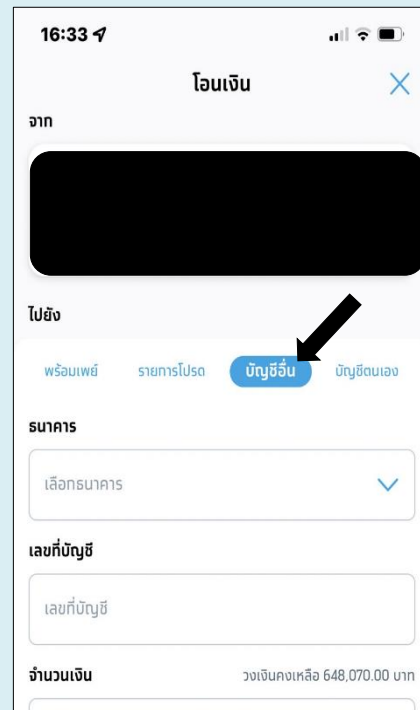 16:33
โอนเงิน
จาก
ไปยัง
พร้อมเพย์ รายการโปรด บัญชีอื่น บัญชีตนเอง
ธนาคาร
เลือกธนาคาร
เลขที่บัญชี
เลขที่บัญชี
จำนวนเงิน วงเงินคงเหลือ 648,070.00 บาท